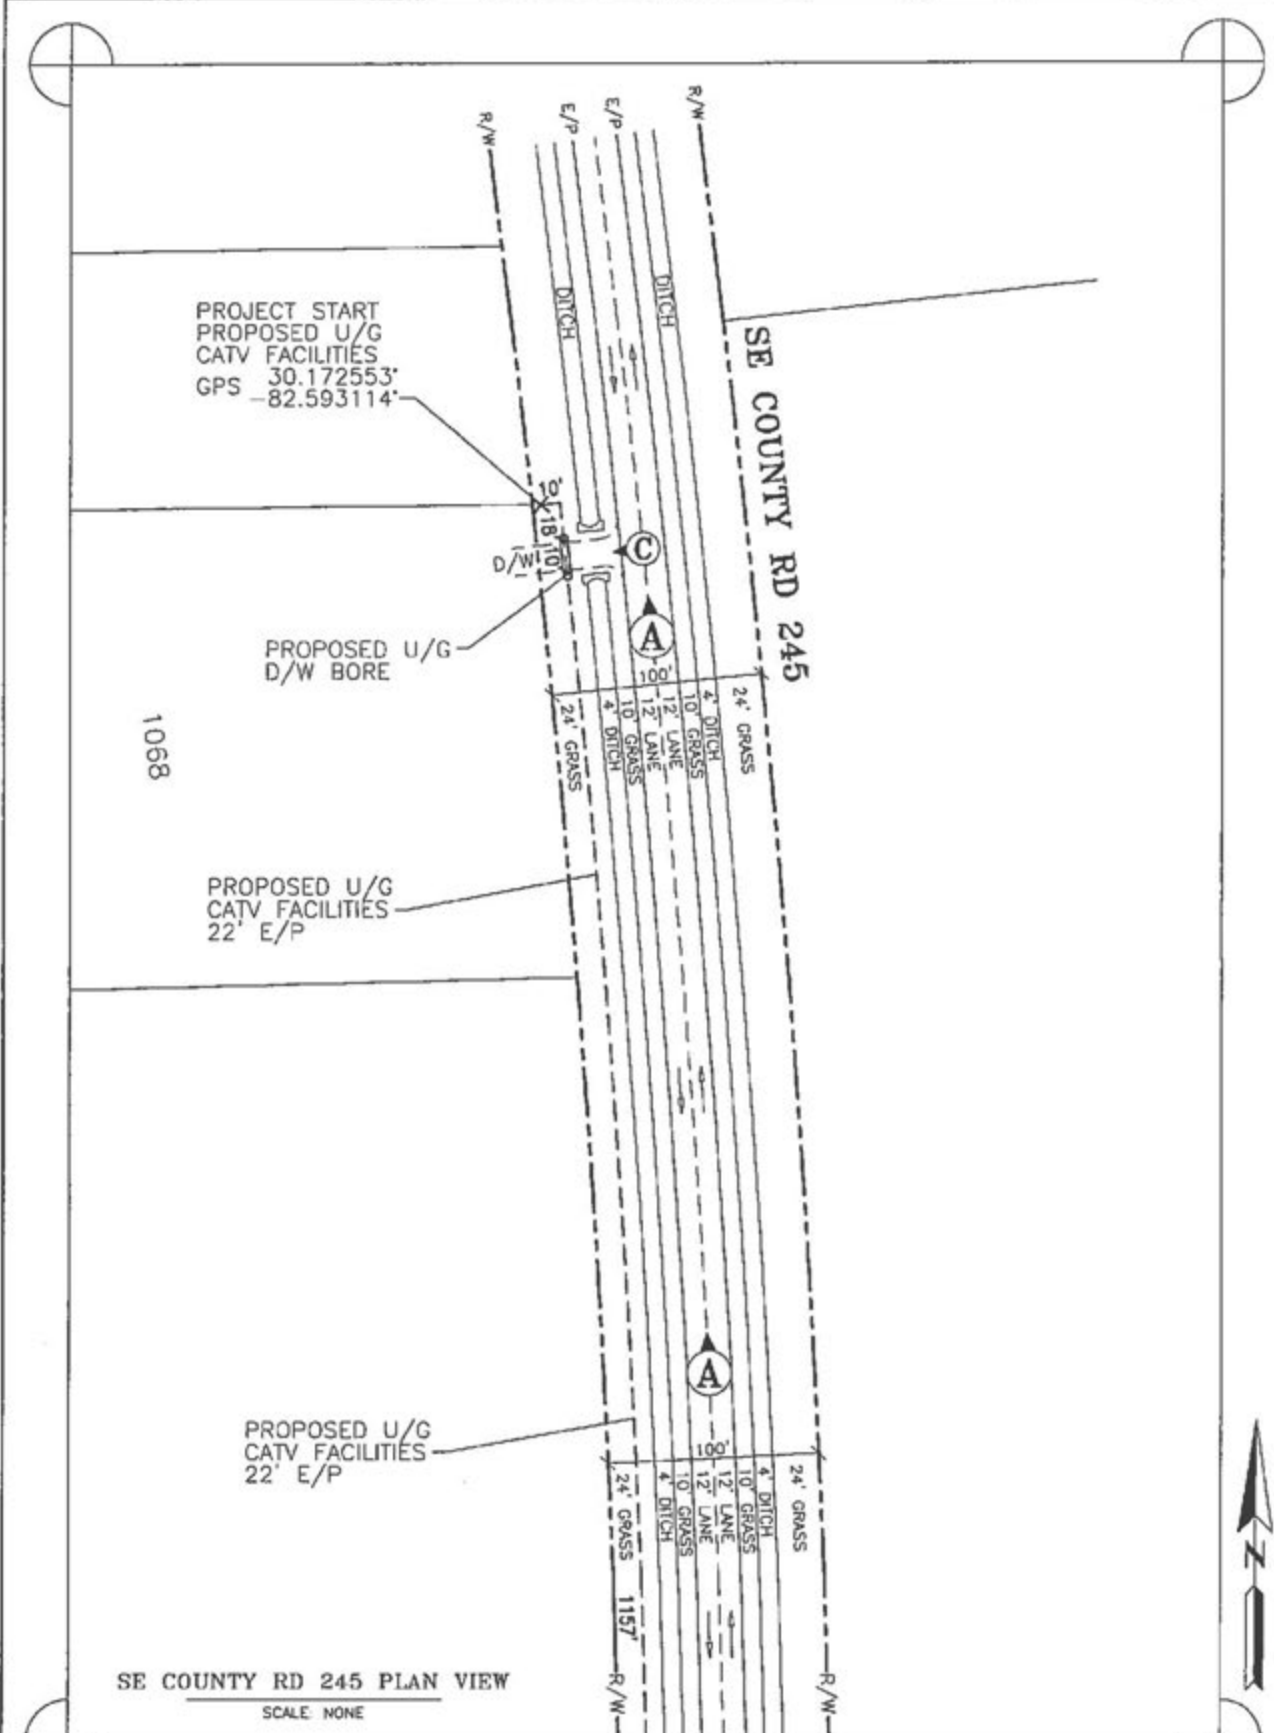 R/W
E/P
E/P
R/W
DITCH
DITCH
PROJECT START
PROPOSED U/G
CATV FACILITIES
GPS 30.172553°
-82.593114°
SE COUNTY RD 245
10'
18'
10'
D/W
C
A
PROPOSED U/G
D/W BORE
100'
24' GRASS
4' DITCH
10' GRASS
12' LANE
12' LANE
10' GRASS
4' DITCH
24' GRASS
1068
PROPOSED U/G
CATV FACILITIES
22' E/P
A
PROPOSED U/G
CATV FACILITIES
22' E/P
100'
24' GRASS
4' DITCH
10' GRASS
12' LANE
12' LANE
10' GRASS
4' DITCH
24' GRASS
1157'
N
R/W
R/W
SE COUNTY RD 245 PLAN VIEW
SCALE: NONE